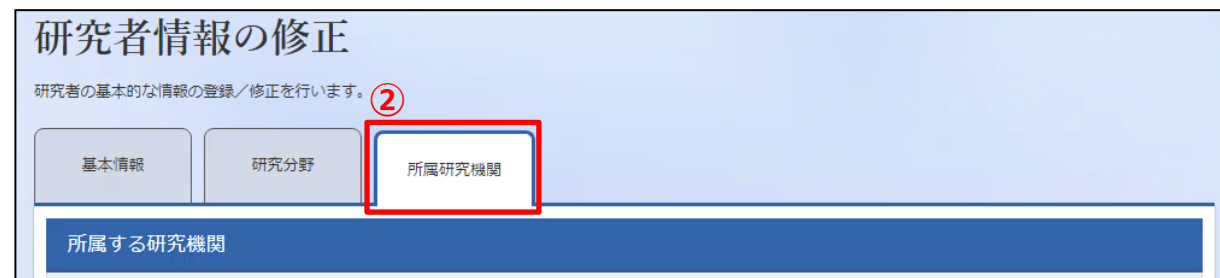 研究者情報の修正
研究者の基本的な情報の登録／修正を行います。
②
基本情報
研究分野
所属研究機関
所属する研究機関